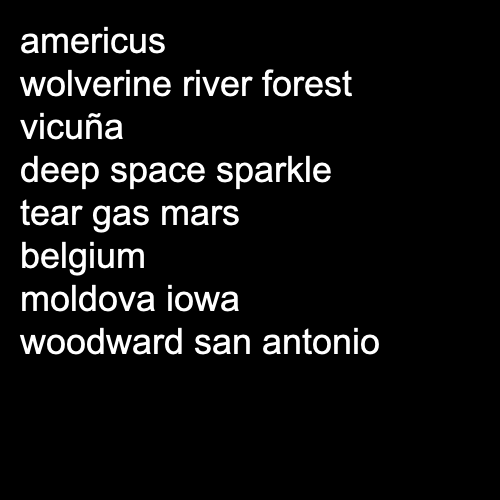 americus
wolverine river forest
vicuña
deep space sparkle
tear gas mars
belgium
moldova iowa
woodward san antonio